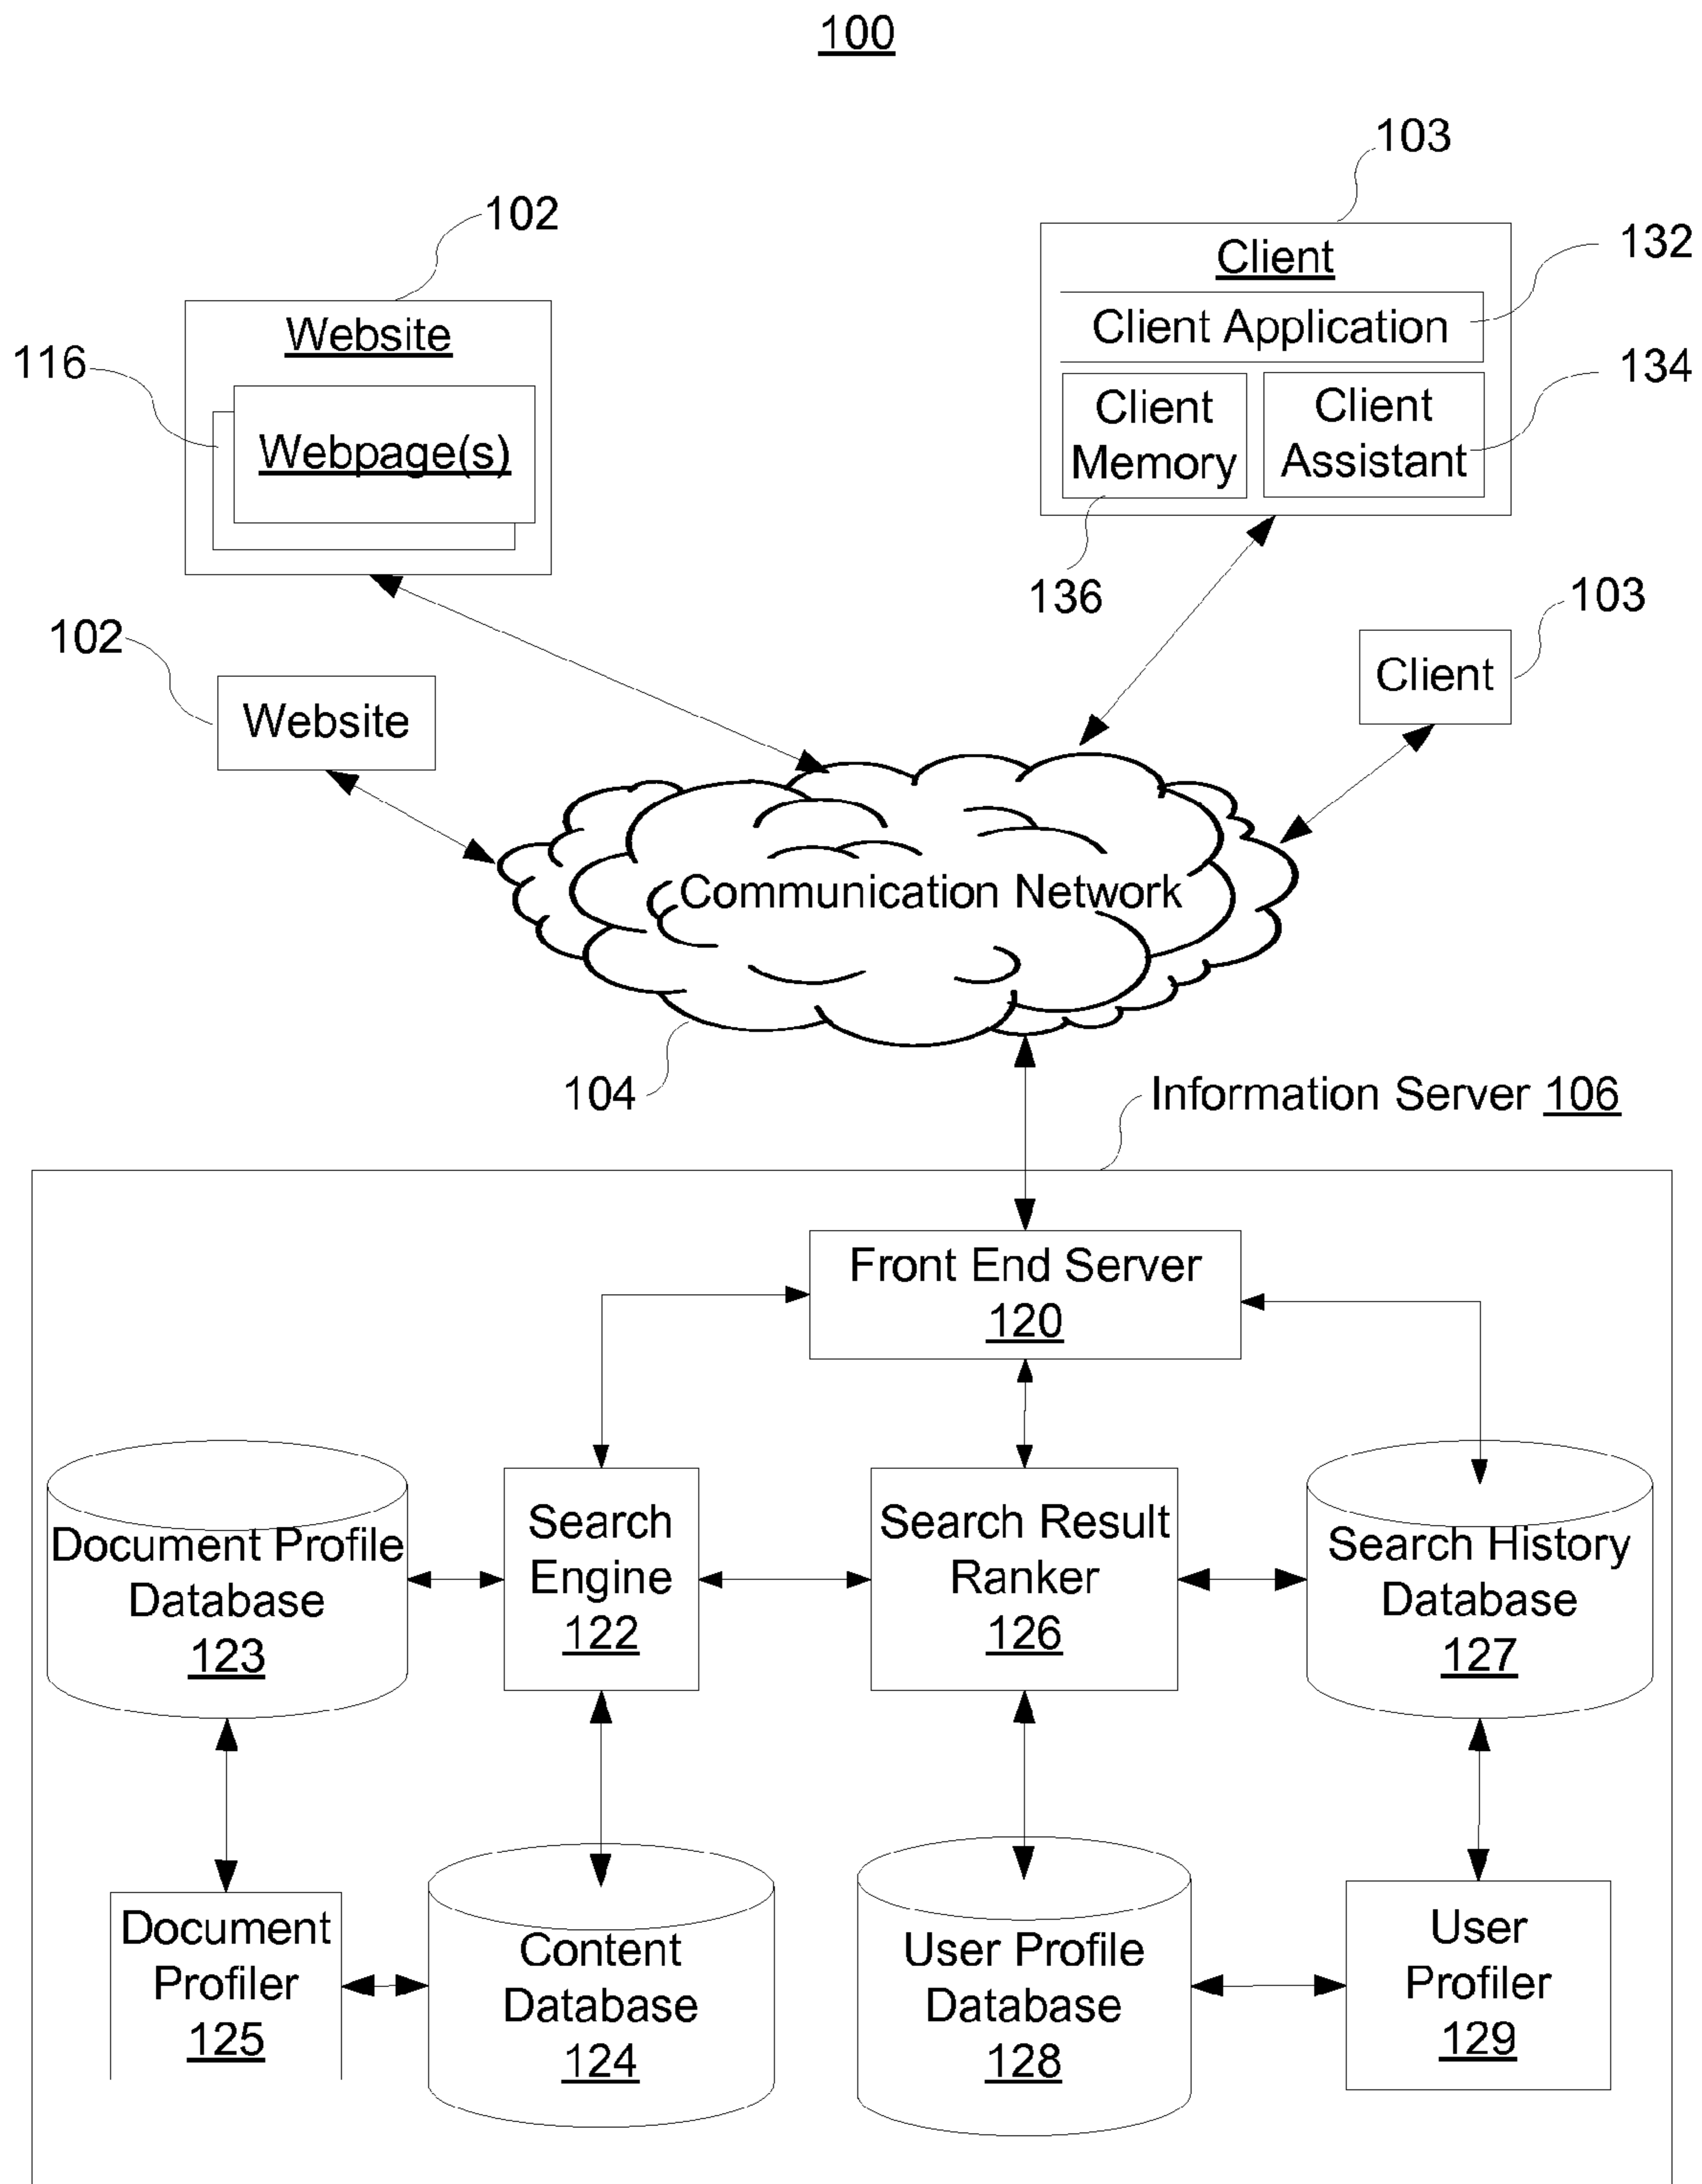 100
103
102
132
Client
Client Application
Website
116
134
Client
Memory
Client
Assistant
Webpage(s)
136
103
102
Client
Website
Communication Network
104
Information Server 106
Front End Server
120
Document Profile
Database
123
Search
Engine
122
Search Result
Ranker
126
Search History
Database
127
Document
Profiler
125
Content
Database
124
User Profile
Database
128
User
Profiler
129